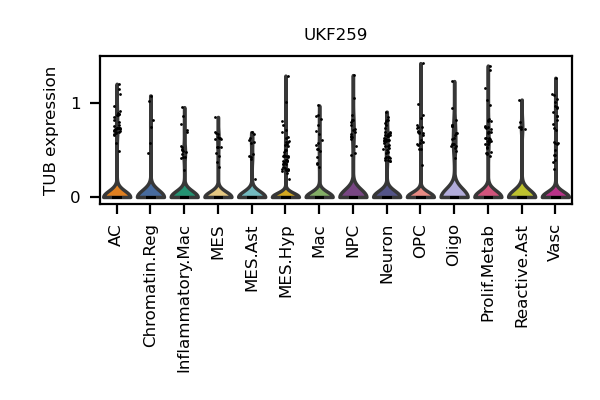 UKF259
TUB expression
1
0
AC
Chromatin.Reg
Inflammatory.Mac
MES
MES.Ast
MES.Hyp
Mac
NPC
Neuron
OPC
Oligo
Prolif.Metab
Reactive.Ast
Vasc